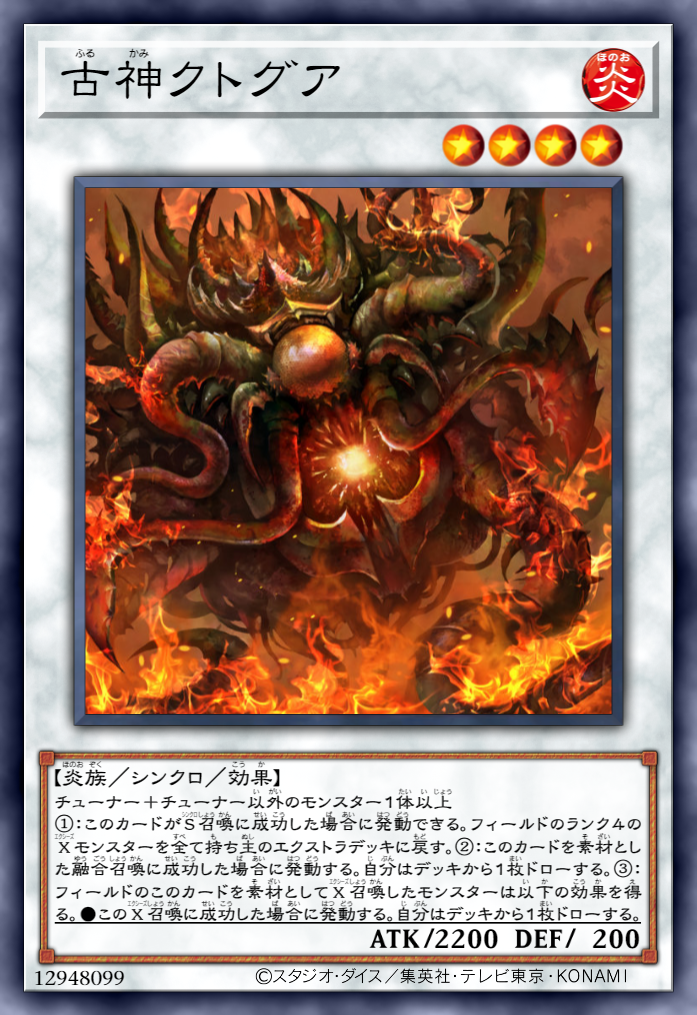 古神クトグア
炎
【炎族／シンクロ／効果】
チューナー＋チューナー以外のモンスター１体以上
①：このカードがＳ召喚に成功した場合に発動できる。フィールドのランク４の
Ｘモンスターを全て持ち主のエクストラデッキに戻す。②：このカードを素材とし
た融合召喚に成功した場合に発動する。自分はデッキから１枚ドローする。③：
フィールドのこのカードを素材としてＸ召喚したモンスターは以下の効果を得
る。●このＸ召喚に成功した場合に発動する。自分はデッキから１枚ドローする。
ATK/2200 DEF/ 200
12948099 ©スタジオ・ダイス／集英社・テレビ東京・KONAMI